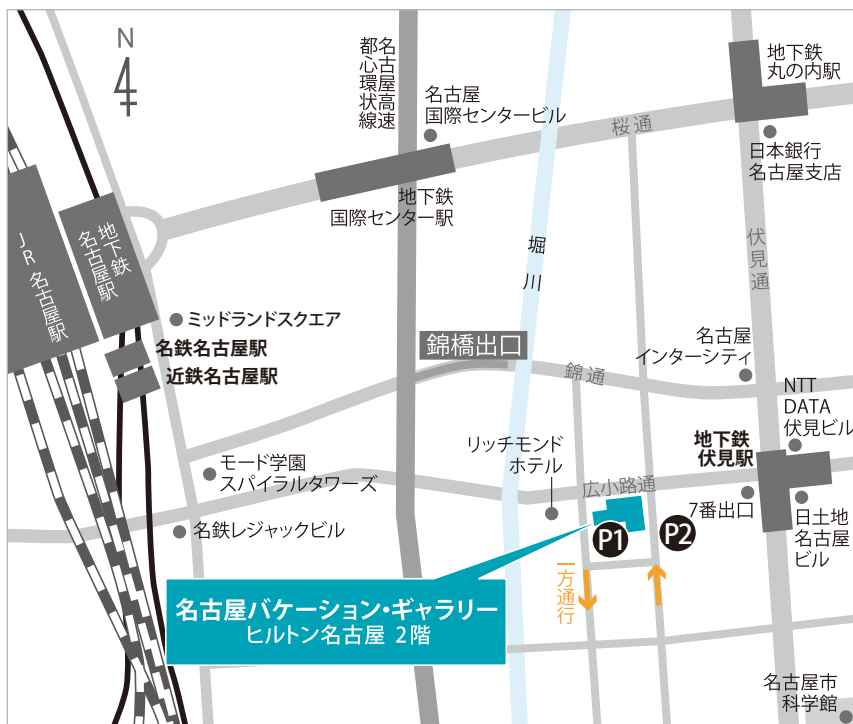 N
名古屋高速
都心環状線
名古屋
国際センタービル
地下鉄
丸の内駅
桜通
日本銀行
名古屋支店
地下鉄
国際センター駅
JR 名古屋駅
地下鉄
名古屋駅
堀川
伏見通
ミッドランドスクエア
名鉄名古屋駅
近鉄名古屋駅
錦橋出口
錦通
名古屋
インターシティ
NTT
DATA
伏見ビル
リッチモンド
ホテル
地下鉄
伏見駅
モード学園
スパイラルタワーズ
広小路通
7番出口
名鉄レジャックビル
P1
P2
日土地
名古屋
ビル
一方通行
名古屋バケーション・ギャラリー
ヒルトン名古屋 2階
名古屋市
科学館